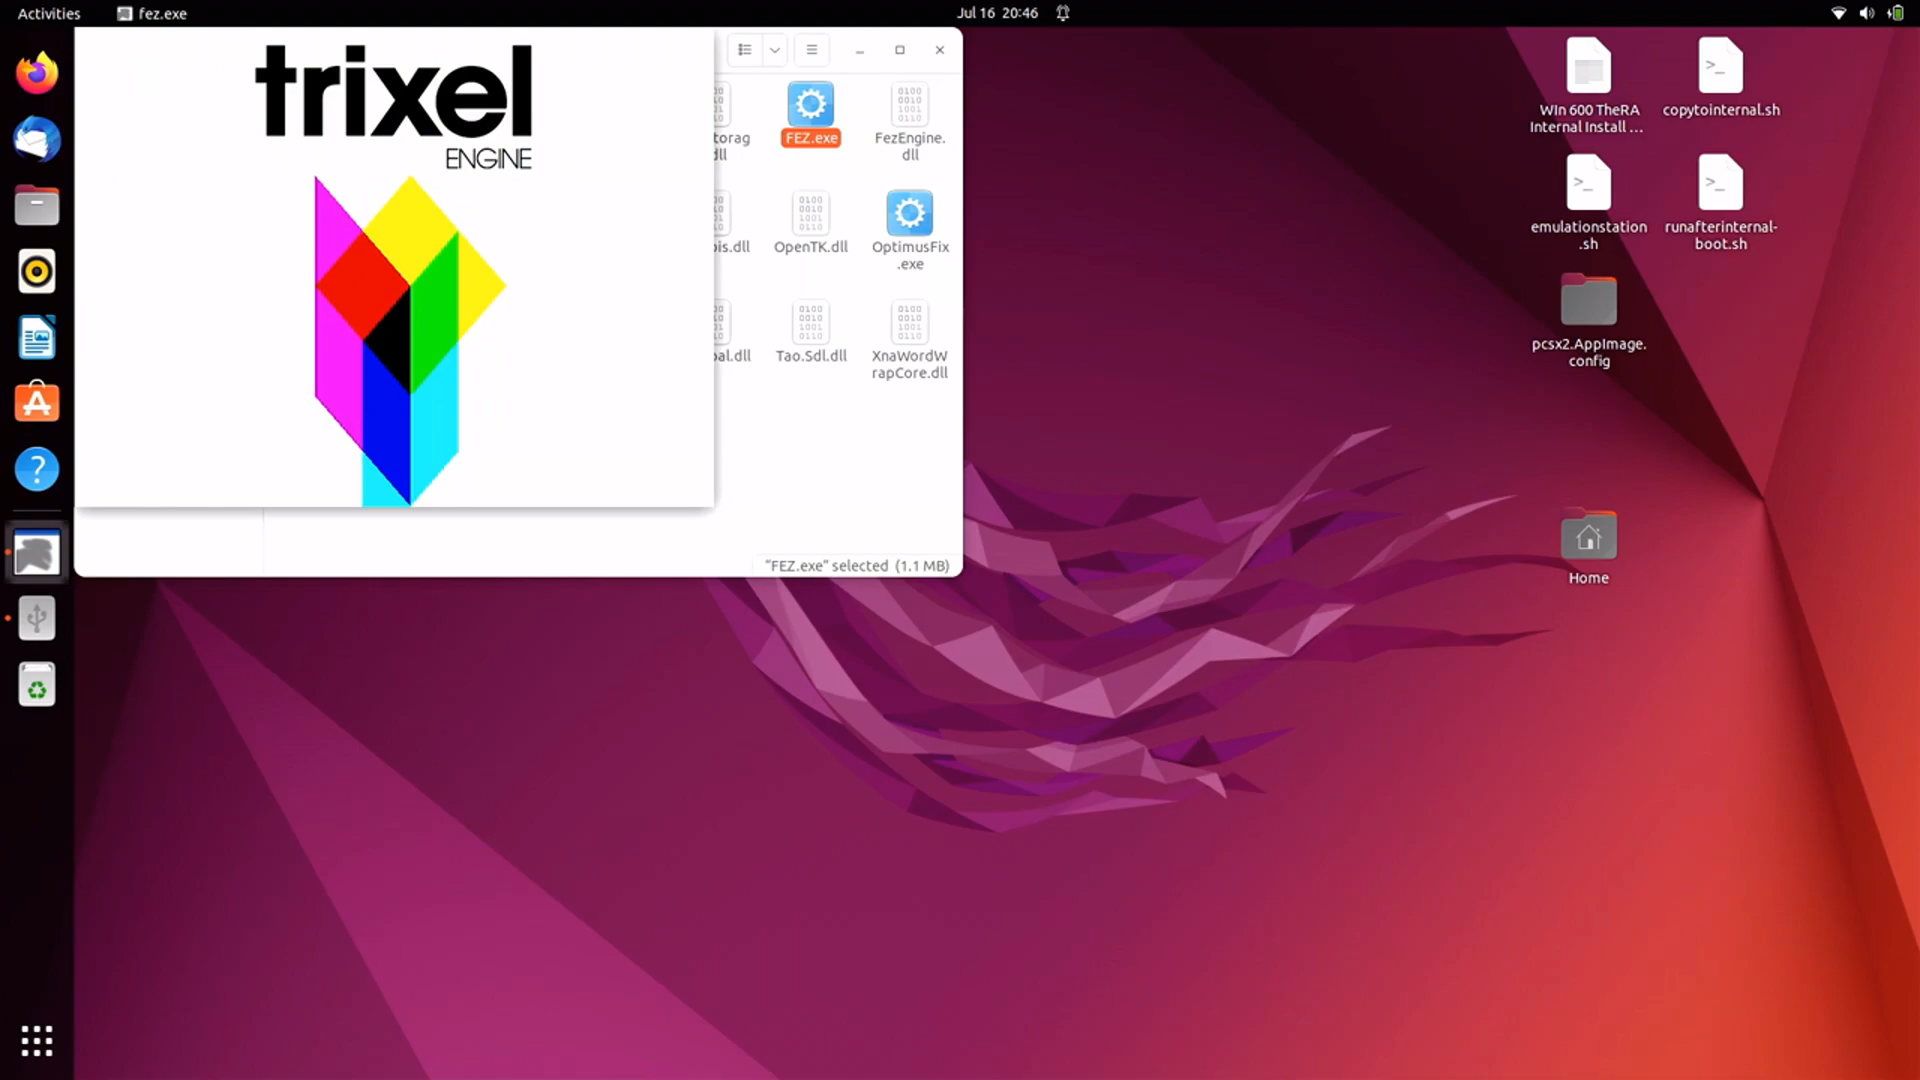 Activities
fez.exe
Jul 16 20:46
trixel
ENGINE
torag
dll
FEZ.exe
FezEngine.
dll
is.dll
OpenTK.dll
OptimusFix
.exe
al.dll
Tao.Sdl.dll
XnaWordW
rapCore.dll
"FEZ.exe" selected (1.1 MB)
WIn 600 TheRA
Internal Install ...
copytointernal.sh
emulationstation
.sh
runafterinternal-
boot.sh
pcsx2.AppImage.
config
Home